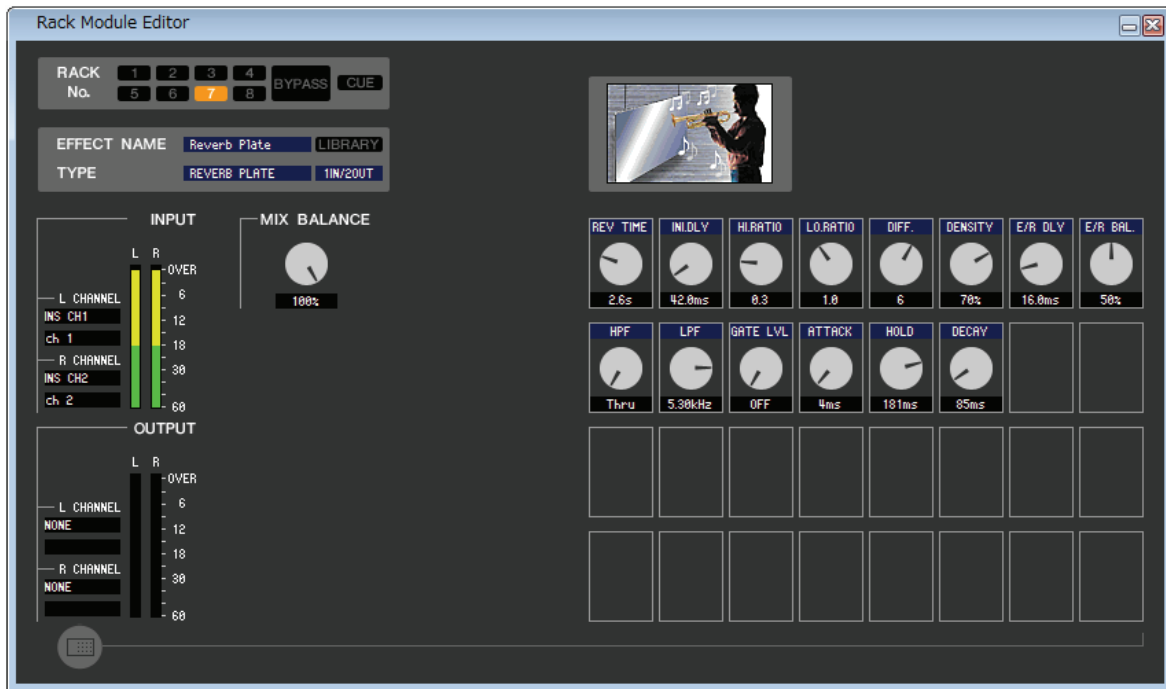 Rack Module Editor
RACK No.
1 2 3 4
5 6 7 8
BYPASS
CUE
EFFECT NAME Reverb Plate LIBRARY
TYPE REVERB PLATE 1IN/2OUT
INPUT
L R
OVER
6
12
18
30
60
L CHANNEL
INS CH1
ch 1
R CHANNEL
INS CH2
ch 2
MIX BALANCE
100%
REV TIME INI.DLY HI.RATIO LO.RATIO DIFF. DENSITY E/R DLY E/R BAL.
2.6s 42.0ms 0.3 1.0 6 70% 16.0ms 50%
HPF LPF GATE LVL ATTACK HOLD DECAY
Thru 5.30kHz OFF 4ms 181ms 85ms
OUTPUT
L R
OVER
6
12
18
30
60
L CHANNEL
NONE
R CHANNEL
NONE